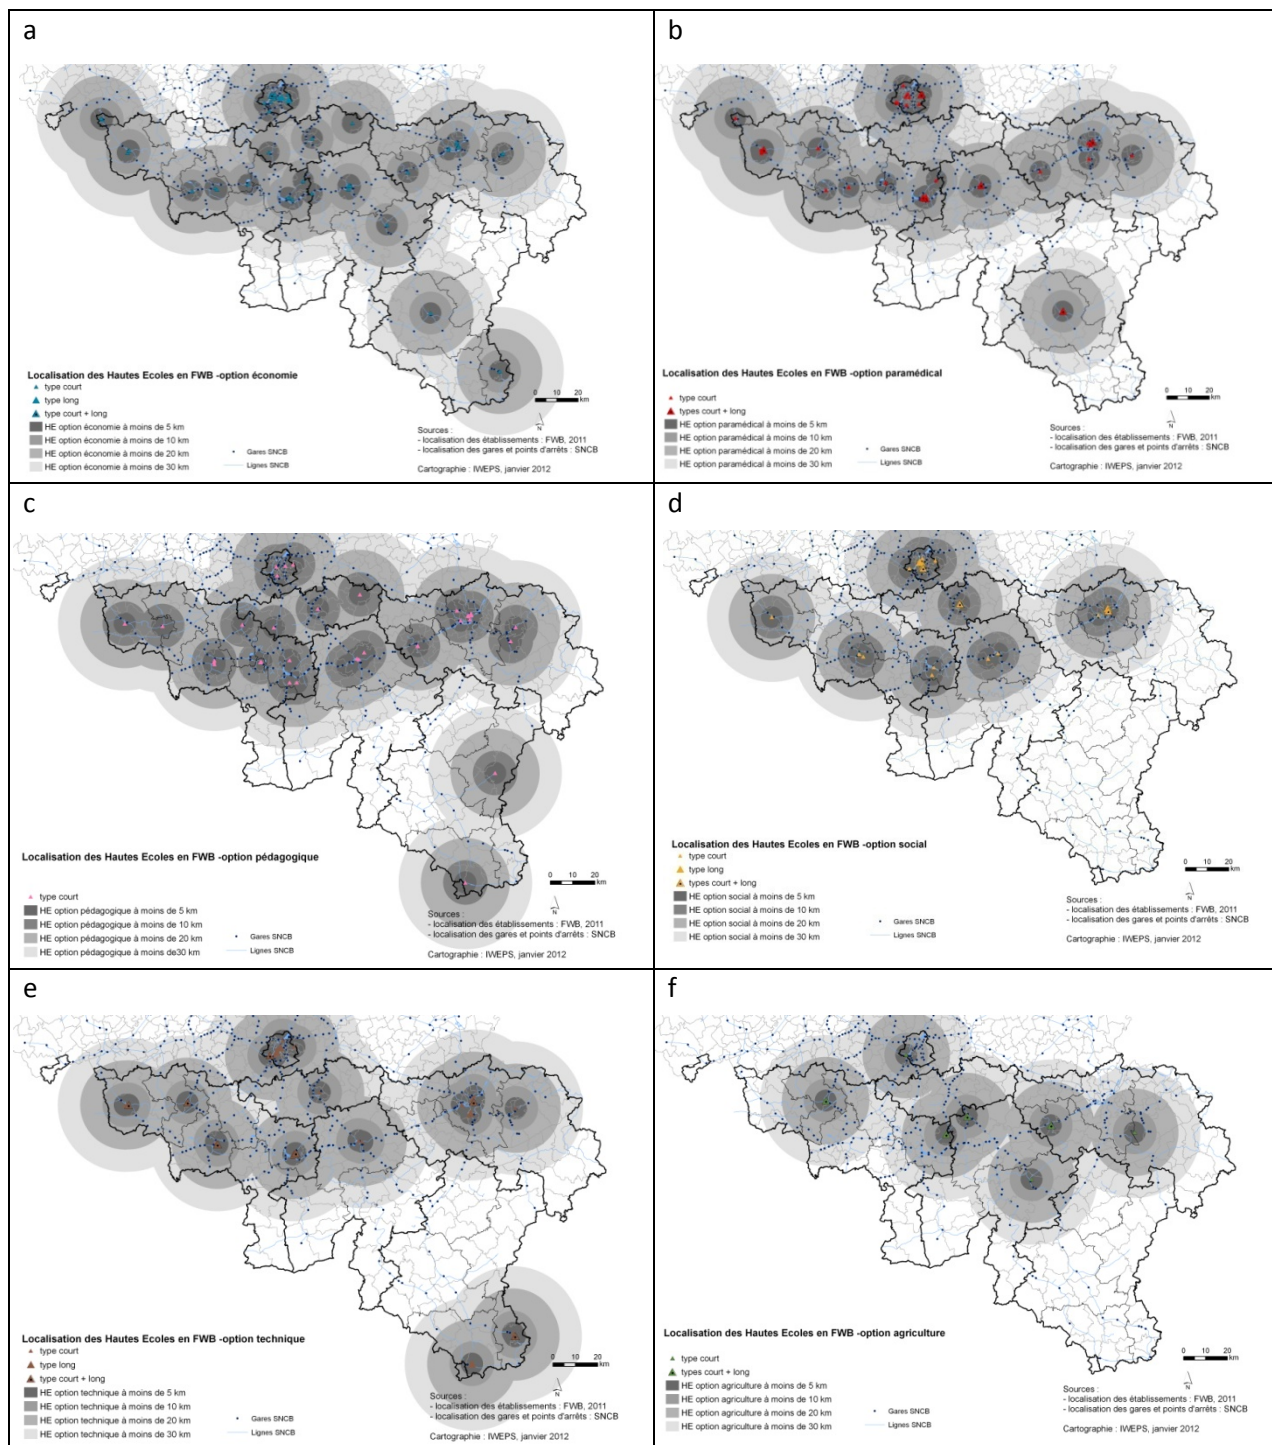 a
Localisation des Hautes Ecoles en FWB -option économie
type court
type long
type court + long
HE option économie à moins de 5 km
HE option économie à moins de 10 km
HE option économie à moins de 20 km
HE option économie à moins de 30 km
Gares SNCB
Lignes SNCB
0 10 20
km
N
Sources :
- localisation des établissements : FWB, 2011
- localisation des gares et points d'arrêts : SNCB
Cartographie : IWEPS, janvier 2012
b
Localisation des Hautes Ecoles en FWB -option paramédical
type court
types court + long
HE option paramédical à moins de 5 km
HE option paramédical à moins de 10 km
HE option paramédical à moins de 20 km
HE option paramédical à moins de 30 km
Gares SNCB
Lignes SNCB
0 10 20
km
N
Sources :
- localisation des établissements : FWB, 2011
- localisation des gares et points d'arrêts : SNCB
Cartographie : IWEPS, janvier 2012
c
Localisation des Hautes Ecoles en FWB -option pédagogique
type court
HE option pédagogique à moins de 5 km
HE option pédagogique à moins de 10 km
HE option pédagogique à moins de 20 km
HE option pédagogique à moins de30 km
Gares SNCB
Lignes SNCB
0 10 20
km
N
Sources :
- localisation des établissements : FWB, 2011
- localisation des gares et points d'arrêts : SNCB
Cartographie : IWEPS, janvier 2012
d
Localisation des Hautes Ecoles en FWB -option social
type court
type long
types court + long
HE option social à moins de 5 km
HE option social à moins de 10 km
HE option social à moins de 20 km
HE option social à moins de 30 km
Gares SNCB
Lignes SNCB
0 10 20
km
N
Sources :
- localisation des établissements : FWB, 2011
- localisation des gares et points d'arrêts : SNCB
Cartographie : IWEPS, janvier 2012
e
Localisation des Hautes Ecoles en FWB -option technique
type court
type long
type court + long
HE option technique à moins de 5 km
HE option technique à moins de 10 km
HE option technique à moins de 20 km
HE option technique à moins de 30 km
Gares SNCB
Lignes SNCB
0 10 20
km
N
Sources :
- localisation des établissements : FWB, 2011
- localisation des gares et points d'arrêts : SNCB
Cartographie : IWEPS, janvier 2012
f
Localisation des Hautes Ecoles en FWB -option agriculture
type court
types court + long
HE option agriculture à moins de 5 km
HE option agriculture à moins de 10 km
HE option agriculture à moins de 20 km
HE option agriculture à moins de 30 km
Gares SNCB
Lignes SNCB
0 10 20
km
N
Sources :
- localisation des établissements : FWB, 2011
- localisation des gares et points d'arrêts : SNCB
Cartographie : IWEPS, janvier 2012